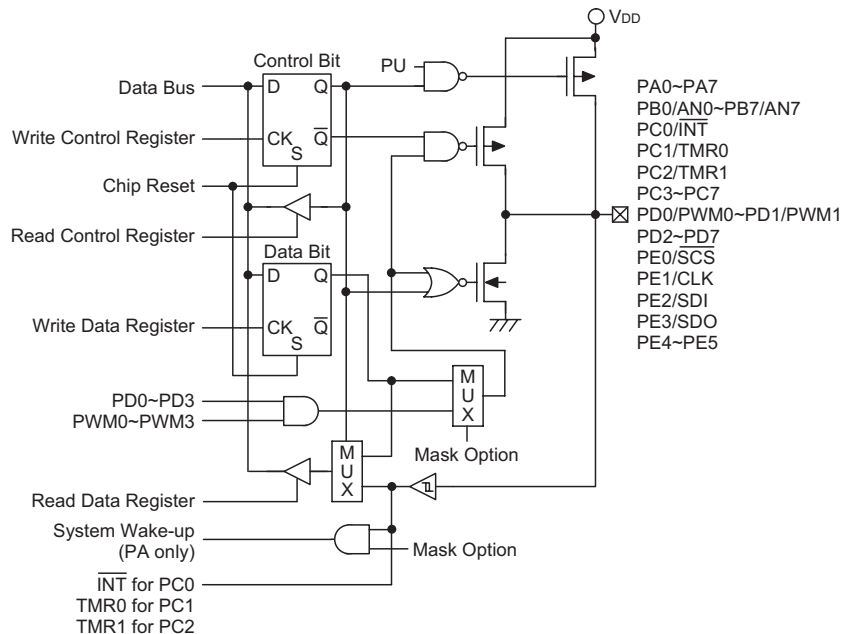 VDD
Control Bit
PU
Data Bus
D
Q
Write Control Register
CK
Q̅
S
Chip Reset
Read Control Register
Data Bit
D
Q
Write Data Register
CK
Q̅
S
PA0~PA7
PB0/AN0~PB7/AN7
PC0/I̅N̅T̅
PC1/TMR0
PC2/TMR1
PC3~PC7
PD0/PWM0~PD1/PWM1
PD2~PD7
PE0/S̅C̅S̅
PE1/CLK
PE2/SDI
PE3/SDO
PE4~PE5
PD0~PD3
PWM0~PWM3
MUX
Mask Option
MUX
Read Data Register
System Wake-up
(PA only)
Mask Option
I̅N̅T̅ for PC0
TMR0 for PC1
TMR1 for PC2